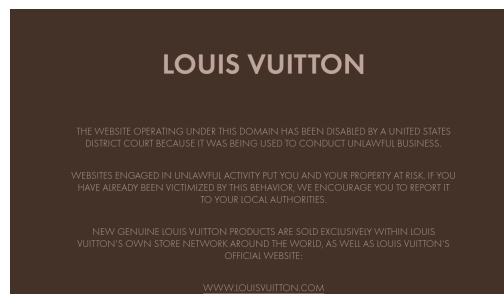 LOUIS VUITTON
THE WEBSITE OPERATING UNDER THIS DOMAIN HAS BEEN DISABLED BY A UNITED STATES
DISTRICT COURT BECAUSE IT WAS BEING USED TO CONDUCT UNLAWFUL BUSINESS.
WEBSITES ENGAGED IN UNLAWFUL ACTIVITY PUT YOU AND YOUR PROPERTY AT RISK. IF YOU
HAVE ALREADY BEEN VICTIMIZED BY THIS BEHAVIOR, WE ENCOURAGE YOU TO REPORT IT
TO YOUR LOCAL AUTHORITIES.
NEW GENUINE LOUIS VUITTON PRODUCTS ARE SOLD EXCLUSIVELY WITHIN LOUIS
VUITTON'S OWN STORE NETWORK AROUND THE WORLD, AS WELL AS LOUIS VUITTON'S
OFFICIAL WEBSITE:
WWW.LOUISVUITTON.COM